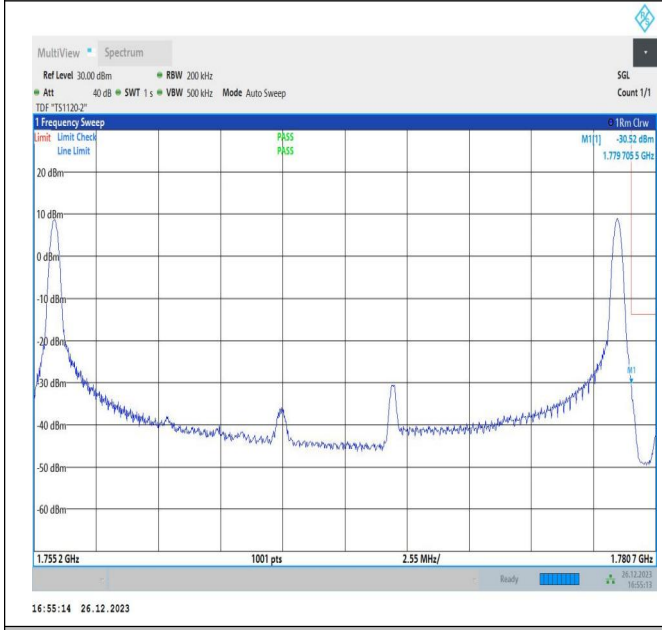 R S
MultiView Spectrum
Ref Level 30.00 dBm RBW 200 kHz SGL
Att 40 dB SWT 1 s VBW 500 kHz Mode Auto Sweep Count 1/1
TDF "TS1120-2"
1 Frequency Sweep 1Rm Clrw
Limit Limit Check PASS M1[1] -30.52 dBm
Line Limit PASS 1.779 705 5 GHz
20 dBm
10 dBm
0 dBm
-10 dBm
-20 dBm
M1
-30 dBm
-40 dBm
-50 dBm
-60 dBm
1.755 2 GHz 1001 pts 2.55 MHz/ 1.780 7 GHz
Ready 26.12.2023
16:55:13
16:55:14 26.12.2023